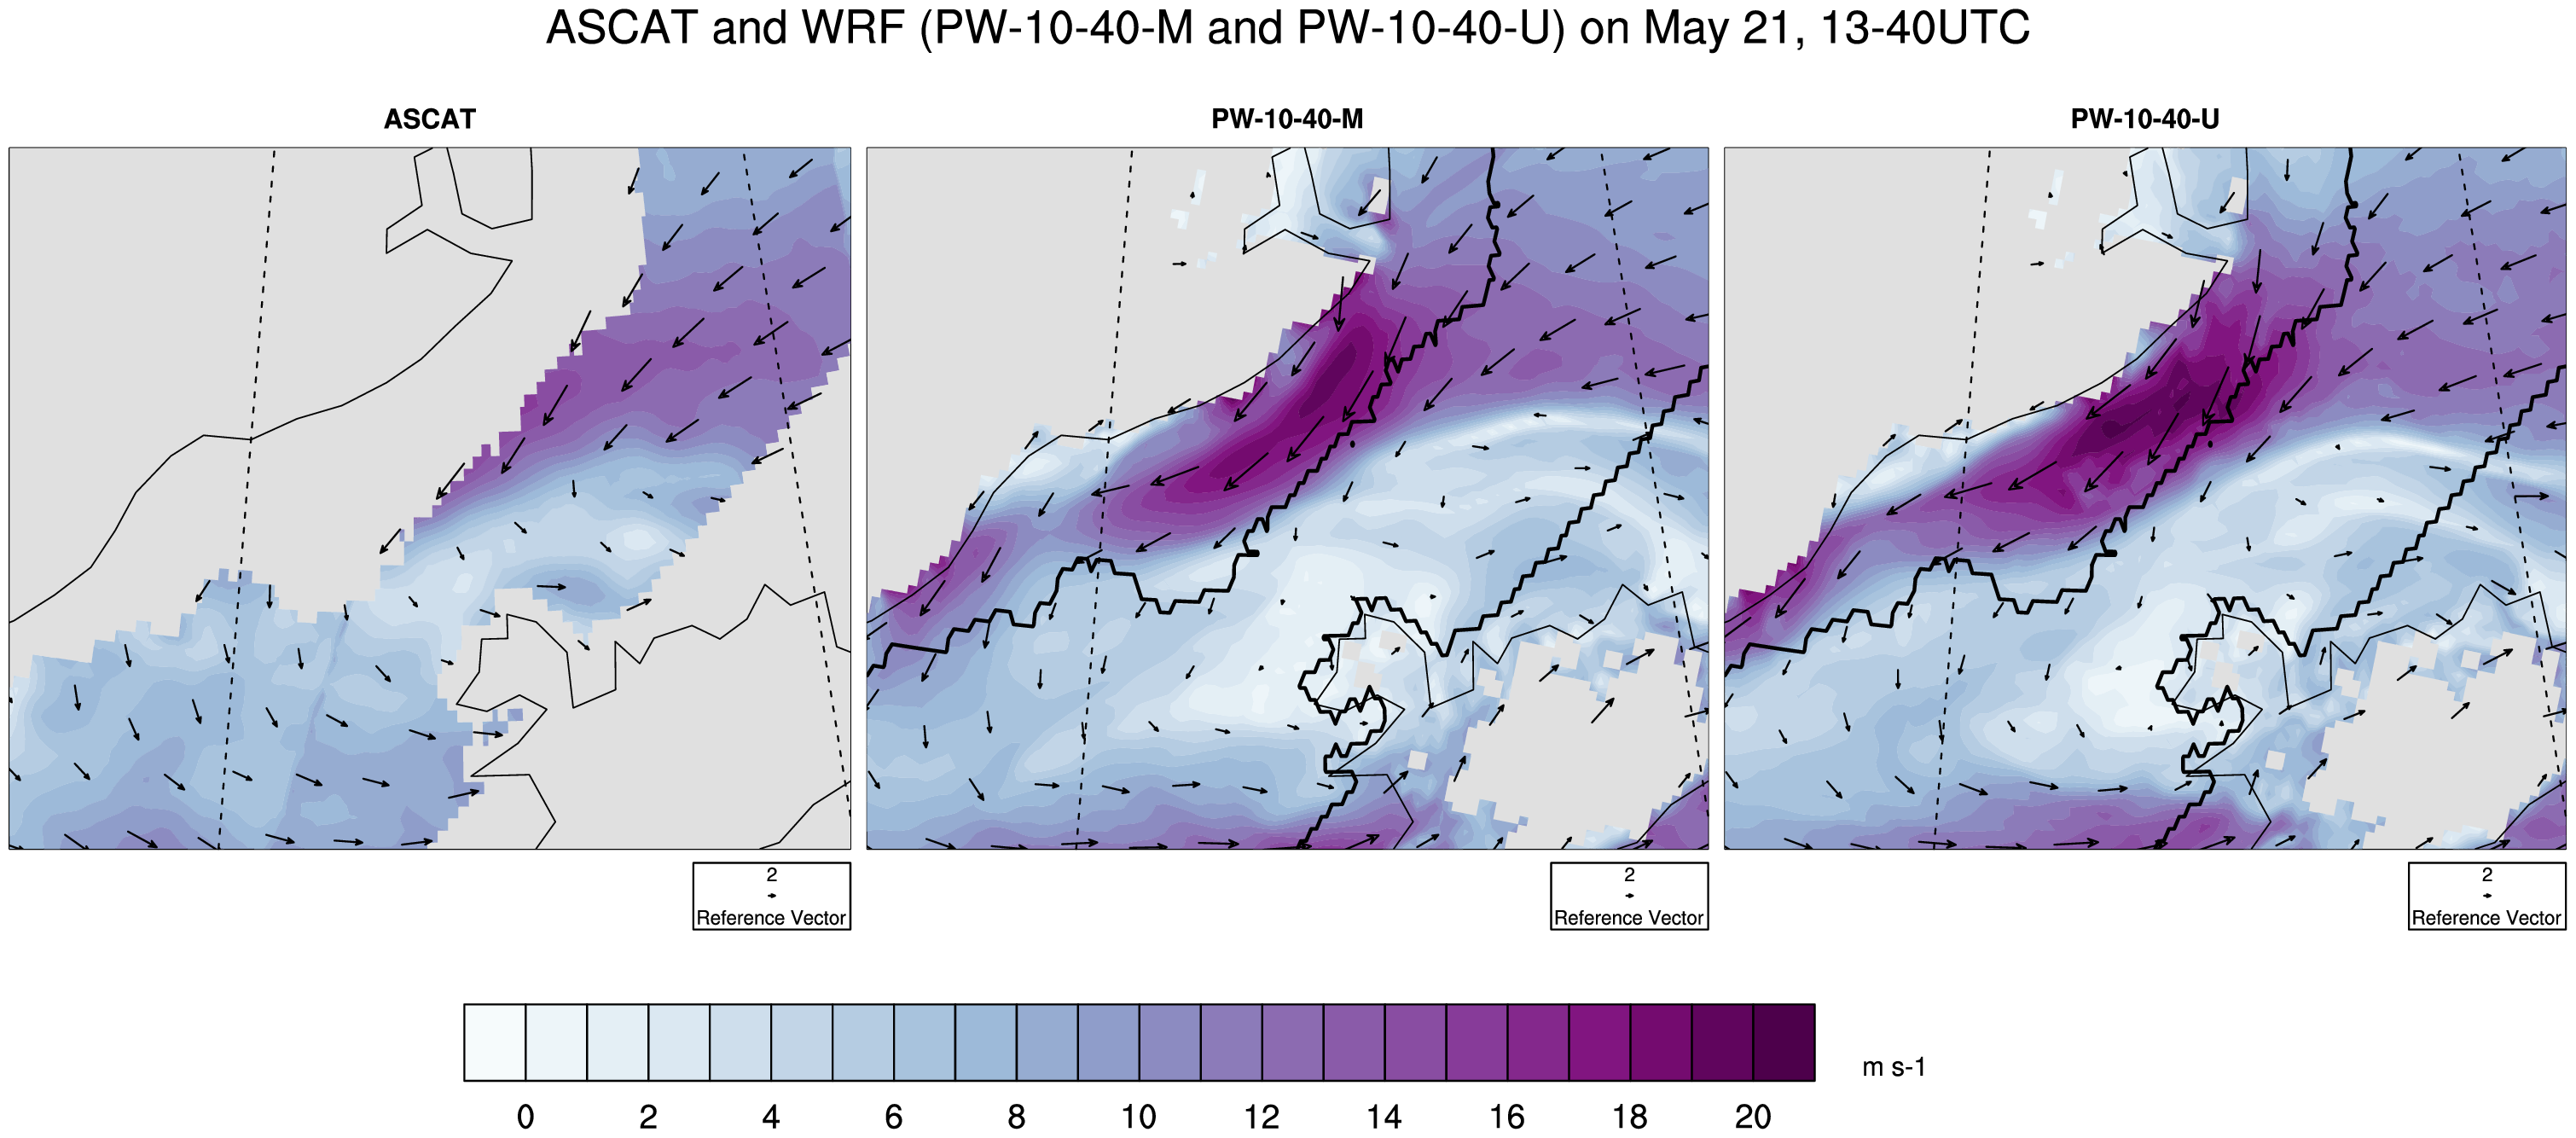 ASCAT and WRF (PW-10-40-M and PW-10-40-U) on May 21, 13-40UTC
ASCAT
PW-10-40-M
PW-10-40-U
2
Reference Vector
2
Reference Vector
2
Reference Vector
m s-1
0 2 4 6 8 10 12 14 16 18 20